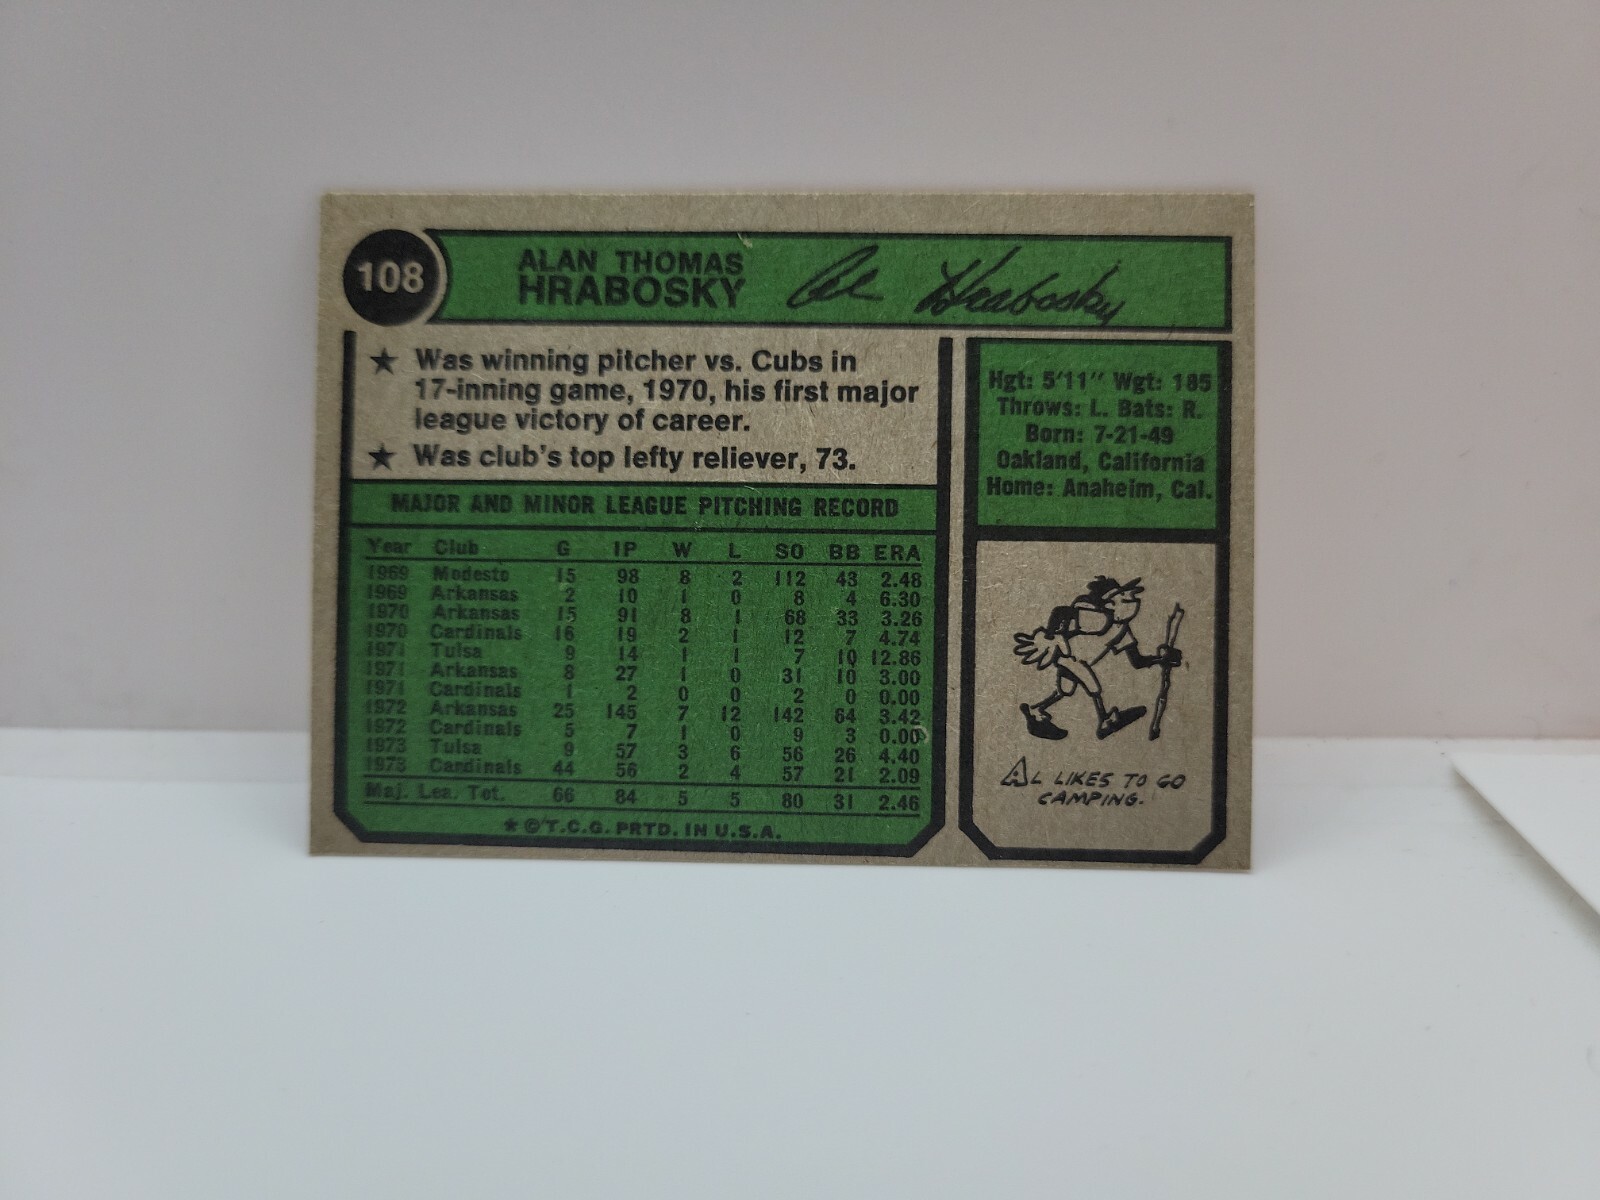 108
ALAN THOMAS
HRABOSKY
Al Hrabosky
★ Was winning pitcher vs. Cubs in
17-inning game, 1970, his first major
league victory of career.
★ Was club's top lefty reliever, 73.
Hgt: 5'11" Wgt: 185
Throws: L. Bats: R.
Born: 7-21-49
Oakland, California
Home: Anaheim, Cal.
MAJOR AND MINOR LEAGUE PITCHING RECORD
Year Club G IP W L SO BB ERA
1969 Modesto 15 98 8 2 112 43 2.48
1969 Arkansas 2 10 1 0 8 4 6.30
1970 Arkansas 15 91 8 1 68 33 3.26
1970 Cardinals 16 19 2 1 12 7 4.74
1971 Tulsa 9 14 1 1 7 10 12.86
1971 Arkansas 8 27 1 0 31 10 3.00
1971 Cardinals 1 2 0 0 2 0 0.00
1972 Arkansas 25 145 7 12 142 64 3.42
1972 Cardinals 5 7 1 0 9 3 0.00
1973 Tulsa 9 57 3 6 56 26 4.40
1973 Cardinals 44 56 2 4 57 21 2.09
Maj. Lea. Tot. 66 84 5 5 80 31 2.46
★ © T.C.G. PRTD. IN U.S.A.
AL LIKES TO GO
CAMPING.